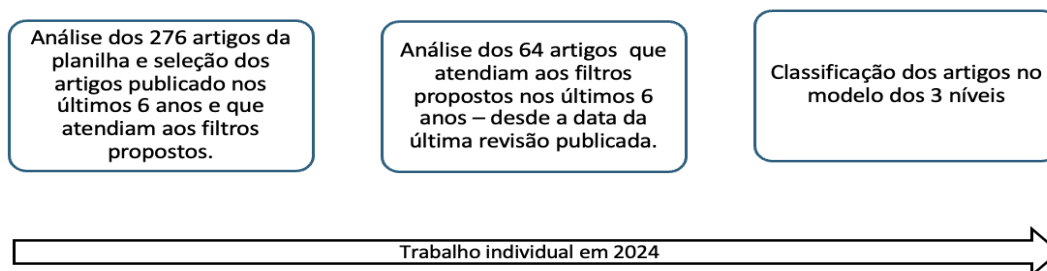 Análise dos 276 artigos da
planilha e seleção dos
artigos publicado nos
últimos 6 anos e que
atendiam aos filtros
propostos.
Análise dos 64 artigos  que
atendiam aos filtros
propostos nos últimos 6
anos – desde a data da
última revisão publicada.
Classificação dos artigos no
modelo dos 3 níveis
Trabalho individual em 2024